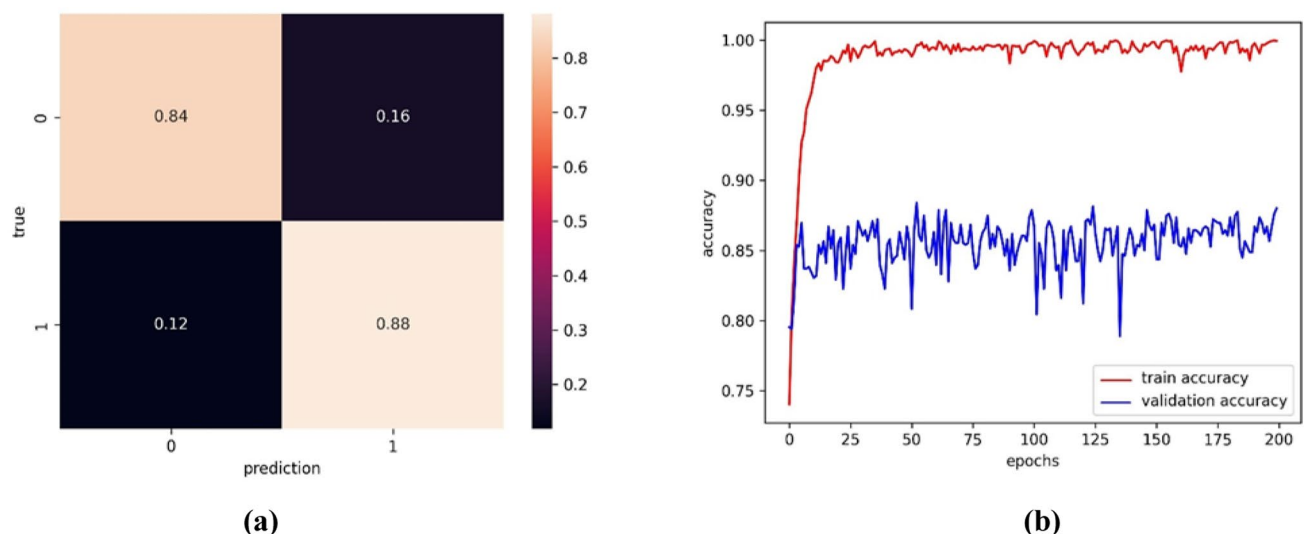 0.84 0.16
0.12 0.88
0
1
true
0 1
prediction
0.8
0.7
0.6
0.5
0.4
0.3
0.2
(a)
1.00
0.95
0.90
0.85
0.80
0.75
accuracy
train accuracy
validation accuracy
0 25 50 75 100 125 150 175 200
epochs
(b)